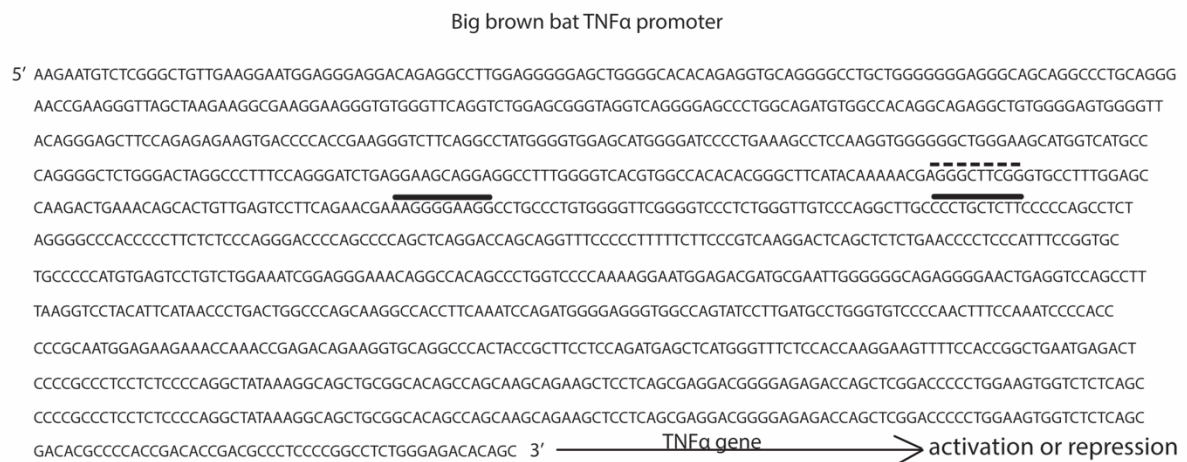 Big brown bat TNFα promoter
5′ AAGAATGTCTCGGGCTGTTGAAGGAATGGAGGGAGGACAGAGGCCTTGGAGGGGGAGCTGGGGCACACAGAGGTGCAGGGGCCTGCTGGGGGGGAGGGCAGCAGGCCCTGCAGGG
AACCGAAGGGTTAGCTAAGAAGGCGAAGGAAGGGTGTGGGTTCAGGTCTGGAGCGGGTAGGTCAGGGGAGCCCTGGCAGATGTGGCCACAGGCAGAGGCTGTGGGGAGTGGGGTT
ACAGGGAGCTTCCAGAGAGAAGTGACCCCACCGAAGGGTCTTCAGGCCTATGGGGTGGAGCATGGGGATCCCCTGAAAGCCTCCAAGGTGGGGGGCTGGGAAGCATGGTCATGCC
CAGGGGCTCTGGGACTAGGCCCTTTCCAGGGATCTGAGGAAGCAGGAGGCCTTTGGGGTCACGTGGCCACACACGGGCTTCATACAAAAACGAGGGCTTCGGGTGCCTTTGGAGC
CAAGACTGAAACAGCACTGTTGAGTCCTTCAGAACGAAAGGGGAAGGCCTGCCCTGTGGGGTTCGGGGTCCCTCTGGGTTGTCCCAGGCTTGCCCCTGCTCTTCCCCCAGCCTCT
AGGGGCCCACCCCCTTCTCTCCCAGGGACCCCAGCCCCAGCTCAGGACCAGCAGGTTTCCCCCTTTTTCTTCCCGTCAAGGACTCAGCTCTCTGAACCCCTCCCATTTCCGGTGC
TGCCCCCATGTGAGTCCTGTCTGGAAATCGGAGGGAAACAGGCCACAGCCCTGGTCCCCAAAAGGAATGGAGACGATGCGAATTGGGGGGCAGAGGGGAACTGAGGTCCAGCCTT
TAAGGTCCTACATTCATAACCCTGACTGGCCCAGCAAGGCCACCTTCAAATCCAGATGGGGAGGGTGGCCAGTATCCTTGATGCCTGGGTGTCCCCAACTTTCCAAATCCCCACC
CCCGCAATGGAGAAGAAACCAAACCGAGACAGAAGGTGCAGGCCCACTACCGCTTCCTCCAGATGAGCTCATGGGTTTCTCCACCAAGGAAGTTTTCCACCGGCTGAATGAGACT
CCCCGCCCTCCTCTCCCCAGGCTATAAAGGCAGCTGCGGCACAGCCAGCAAGCAGAAGCTCCTCAGCGAGGACGGGGAGAGACCAGCTCGGACCCCCTGGAAGTGGTCTCTCAGC
CCCCGCCCTCCTCTCCCCAGGCTATAAAGGCAGCTGCGGCACAGCCAGCAAGCAGAAGCTCCTCAGCGAGGACGGGGAGAGACCAGCTCGGACCCCCTGGAAGTGGTCTCTCAGC
GACACGCCCCACCGACACCGACGCCCTCCCCGGCCTCTGGGAGACACAGC 3′ TNFα gene activation or repression